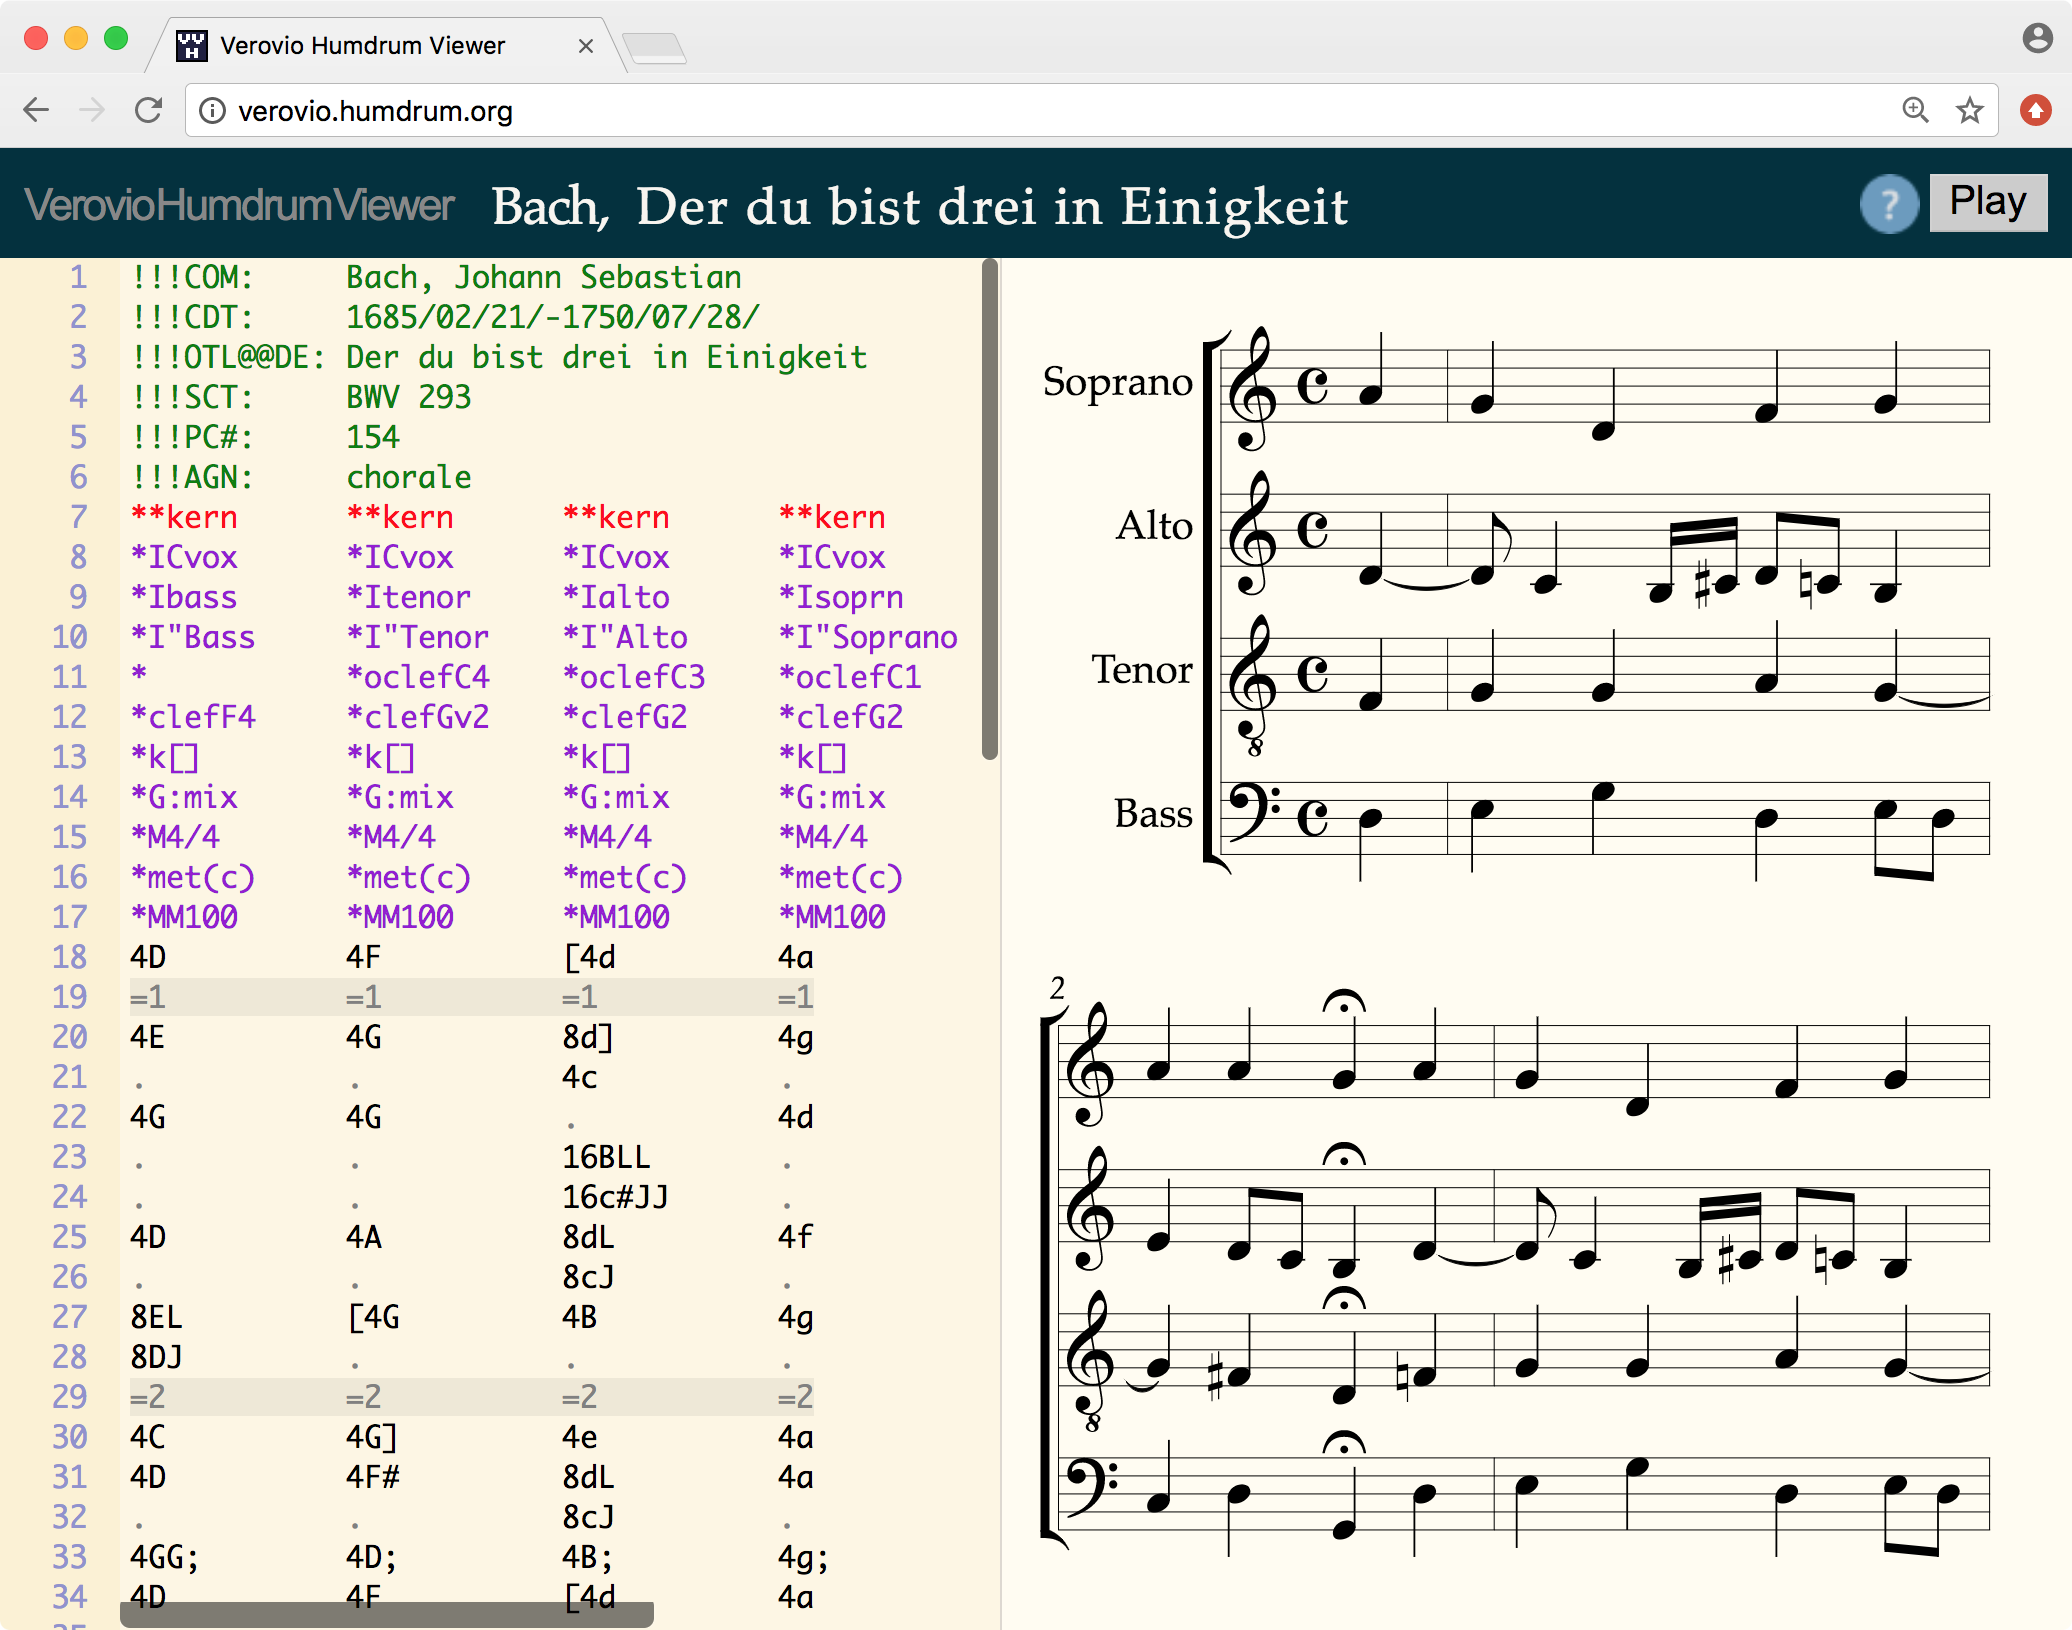 Verovio Humdrum Viewer
verovio.humdrum.org
VerovioHumdrumViewer Bach, Der du bist drei in Einigkeit ? Play
1 !!!COM: Bach, Johann Sebastian
2 !!!CDT: 1685/02/21/-1750/07/28/
3 !!!OTL@@DE: Der du bist drei in Einigkeit
4 !!!SCT: BWV 293
5 !!!PC#: 154
6 !!!AGN: chorale
7 **kern **kern **kern **kern
8 *ICvox *ICvox *ICvox *ICvox
9 *Ibass *Itenor *Ialto *Isoprn
10 *I"Bass *I"Tenor *I"Alto *I"Soprano
11 * *oclefC4 *oclefC3 *oclefC1
12 *clefF4 *clefGv2 *clefG2 *clefG2
13 *k[] *k[] *k[] *k[]
14 *G:mix *G:mix *G:mix *G:mix
15 *M4/4 *M4/4 *M4/4 *M4/4
16 *met(c) *met(c) *met(c) *met(c)
17 *MM100 *MM100 *MM100 *MM100
18 4D 4F [4d 4a
19 =1 =1 =1 =1
20 4E 4G 8d] 4g
21 . . 4c .
22 4G 4G . 4d
23 . . 16BLL .
24 . . 16c#JJ .
25 4D 4A 8dL 4f
26 . . 8cJ .
27 8EL [4G 4B 4g
28 8DJ . . .
29 =2 =2 =2 =2
30 4C 4G] 4e 4a
31 4D 4F# 8dL 4a
32 . . 8cJ .
33 4GG; 4D; 4B; 4g;
34 4D 4F [4d 4a
Soprano
Alto
Tenor
8
Bass
2
8